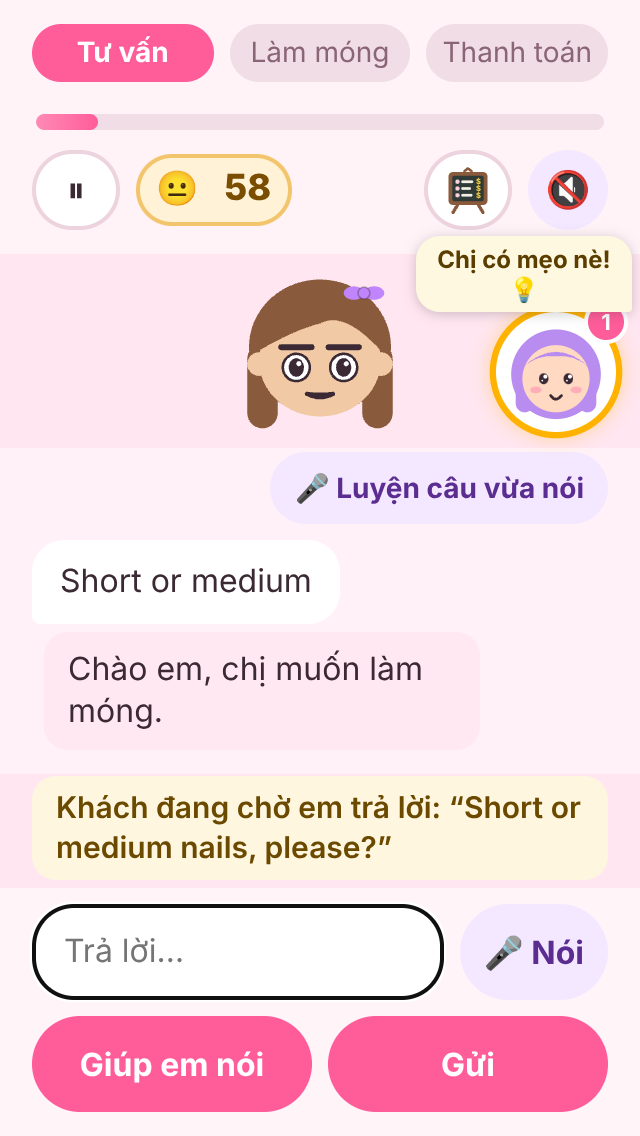 Tư vấn
Làm móng
Thanh toán
58
Chị có mẹo nè!
1
Luyện câu vừa nói
Short or medium
Chào em, chị muốn làm
móng.
Khách đang chờ em trả lời: “Short or
medium nails, please?”
Trả lời...
Nói
Giúp em nói
Gửi